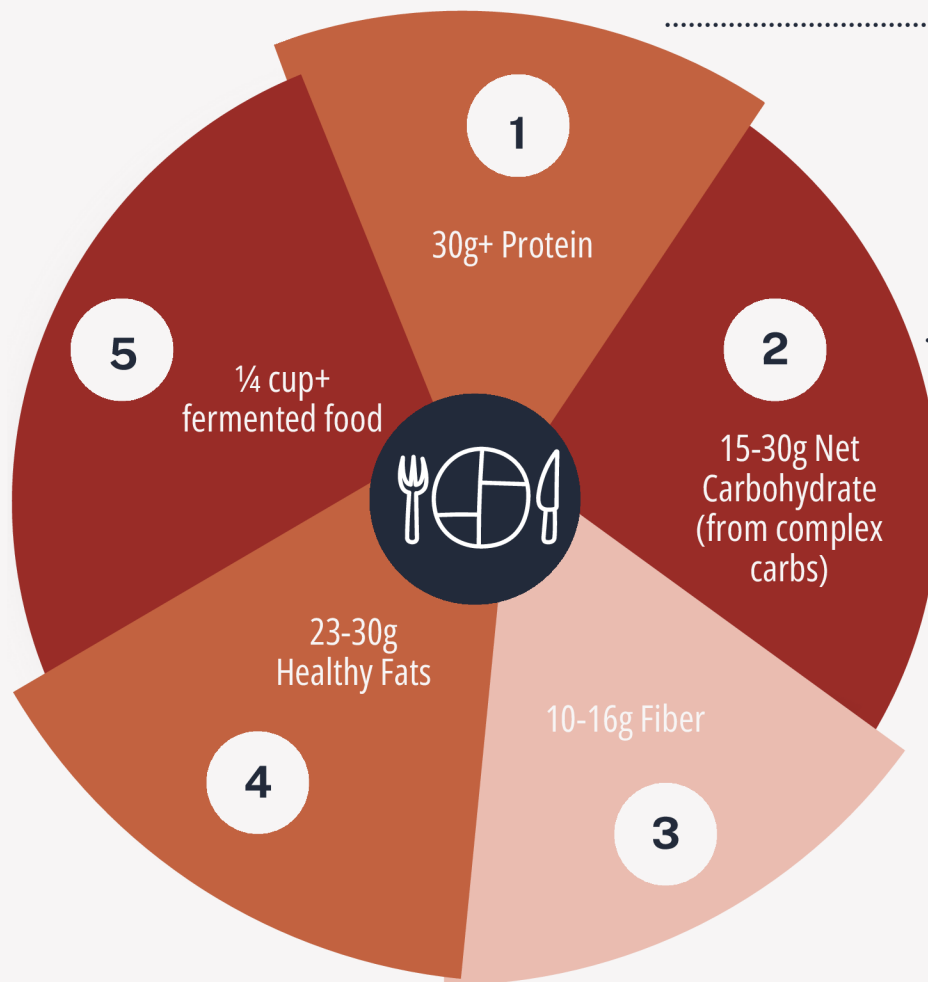 1
30g+ Protein
2
15-30g Net
Carbohydrate
(from complex
carbs)
3
10-16g Fiber
4
23-30g
Healthy Fats
5
¼ cup+
fermented food